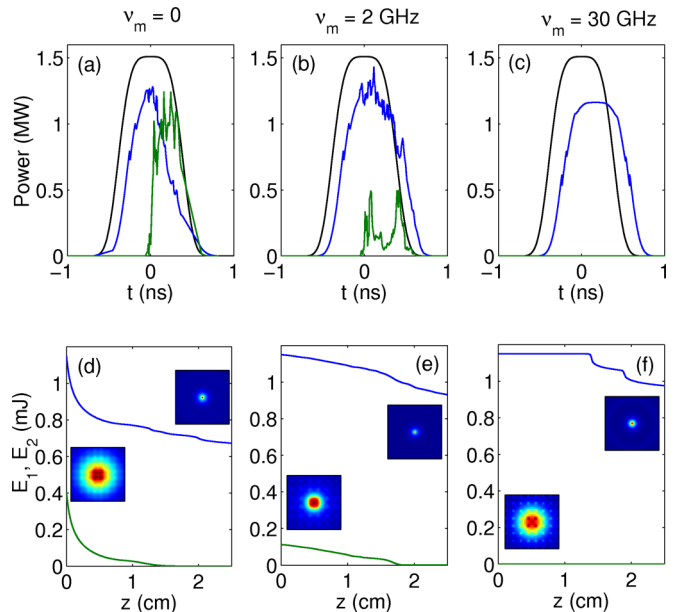 ν_m = 0
ν_m = 2 GHz
ν_m = 30 GHz
Power (MW)
(a)
1.5
1
0.5
0
−1
0
1
t (ns)
(b)
1.5
1
0.5
0
−1
0
1
t (ns)
(c)
1.5
1
0.5
0
−1
0
1
t (ns)
E_1, E_2 (mJ)
(d)
1
0.8
0.6
0.4
0.2
0
0
1
2
z (cm)
(e)
1
0.8
0.6
0.4
0.2
0
0
1
2
z (cm)
(f)
1
0.8
0.6
0.4
0.2
0
0
1
2
z (cm)